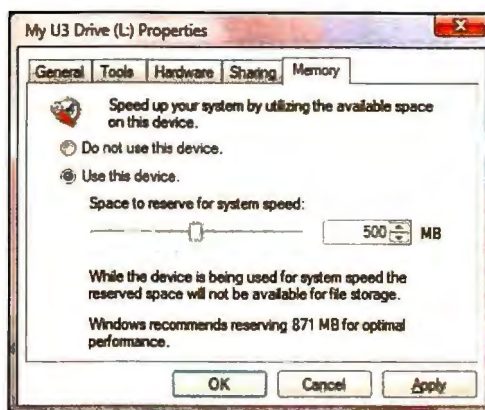 My U3 Drive (L:) Properties
General Tools Hardware Sharing Memory
Speed up your system by utilizing the available space
on this device.
Do not use this device.
Use this device.
Space to reserve for system speed:
500 MB
While the device is being used for system speed the
reserved space will not be available for file storage.
Windows recommends reserving 871 MB for optimal
performance.
OK Cancel Apply